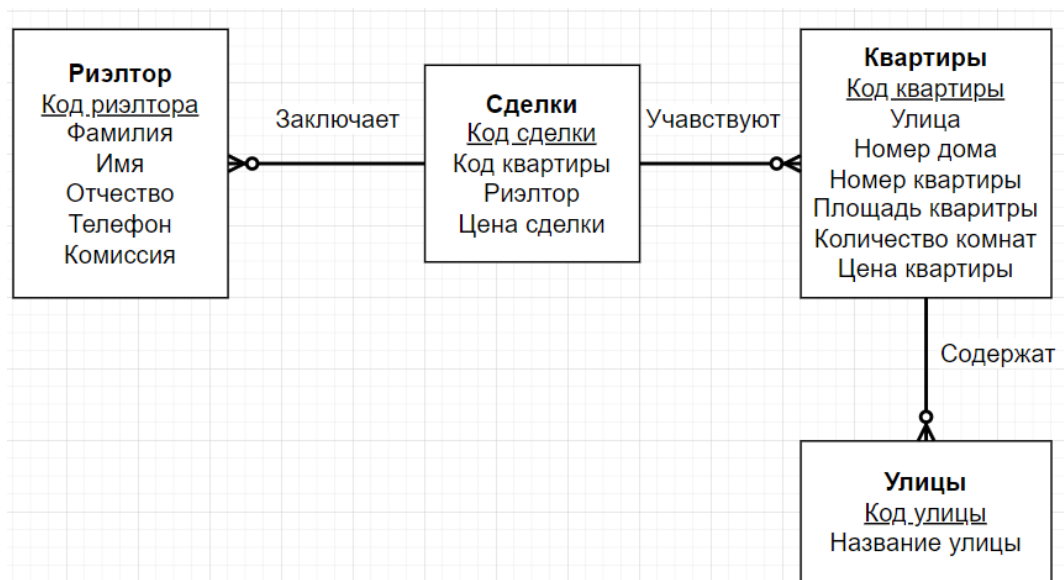 Риэлтор
Код риэлтора
Фамилия
Имя
Отчество
Телефон
Комиссия
Заключает
Сделки
Код сделки
Код квартиры
Риэлтор
Цена сделки
Учавствуют
Квартиры
Код квартиры
Улица
Номер дома
Номер квартиры
Площадь кваритры
Количество комнат
Цена квартиры
Содержат
Улицы
Код улицы
Название улицы